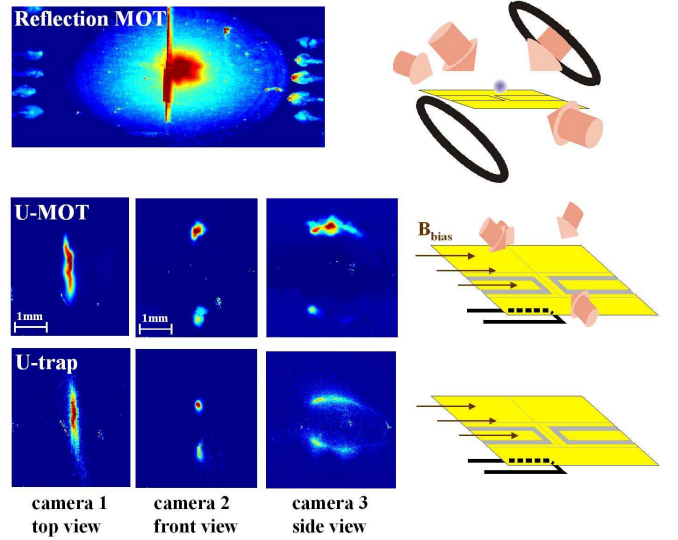 Reflection MOT
U-MOT
B_bias
1mm
1mm
U-trap
camera 1
top view
camera 2
front view
camera 3
side view